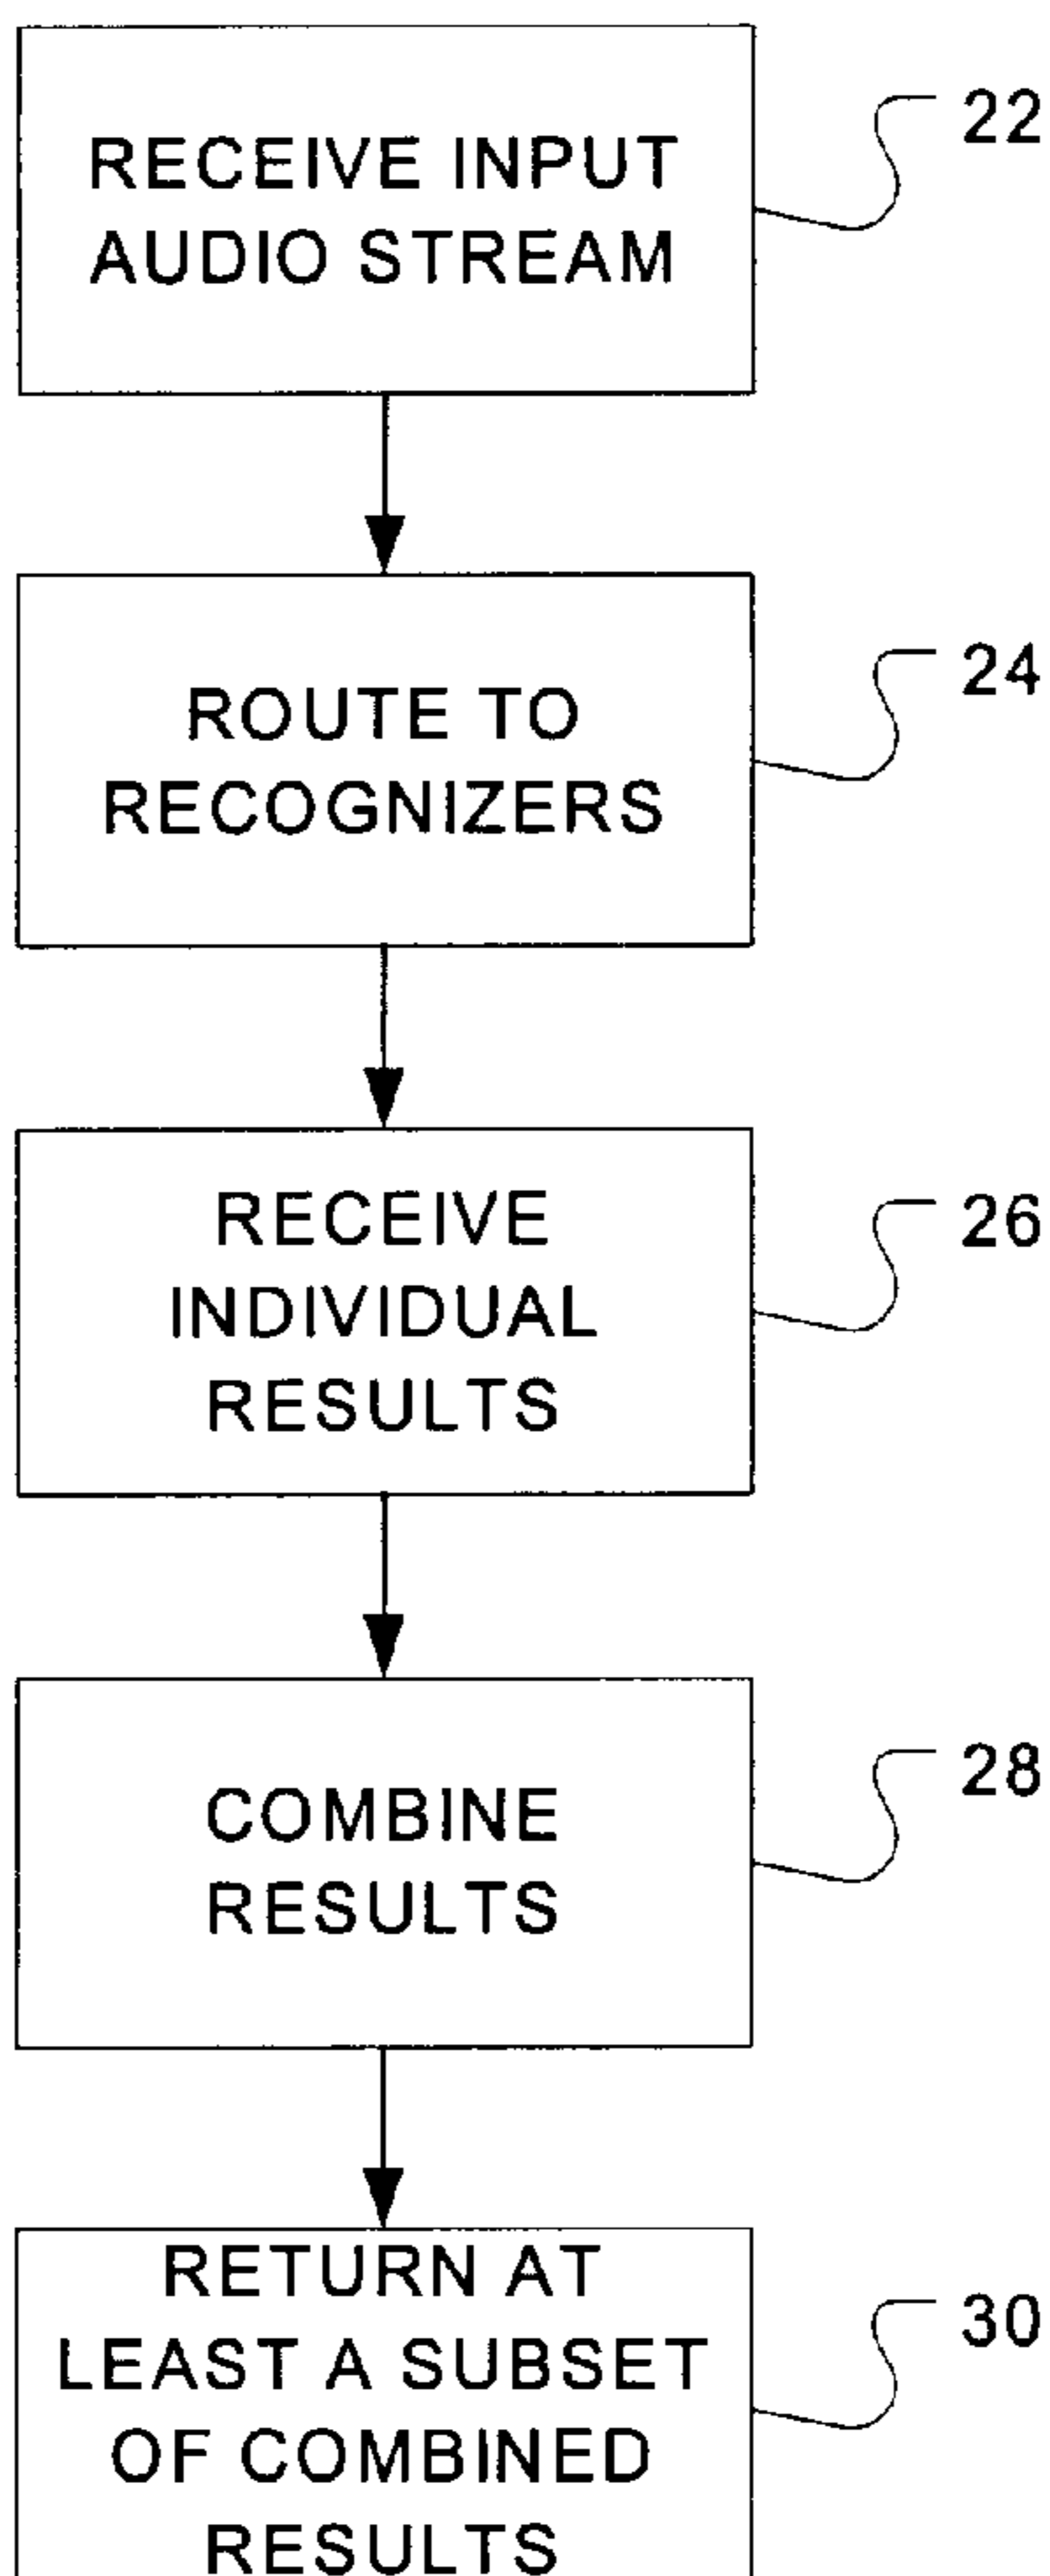 RECEIVE INPUT
AUDIO STREAM
22
ROUTE TO
RECOGNIZERS
24
RECEIVE
INDIVIDUAL
RESULTS
26
COMBINE
RESULTS
28
RETURN AT
LEAST A SUBSET
OF COMBINED
RESULTS
30